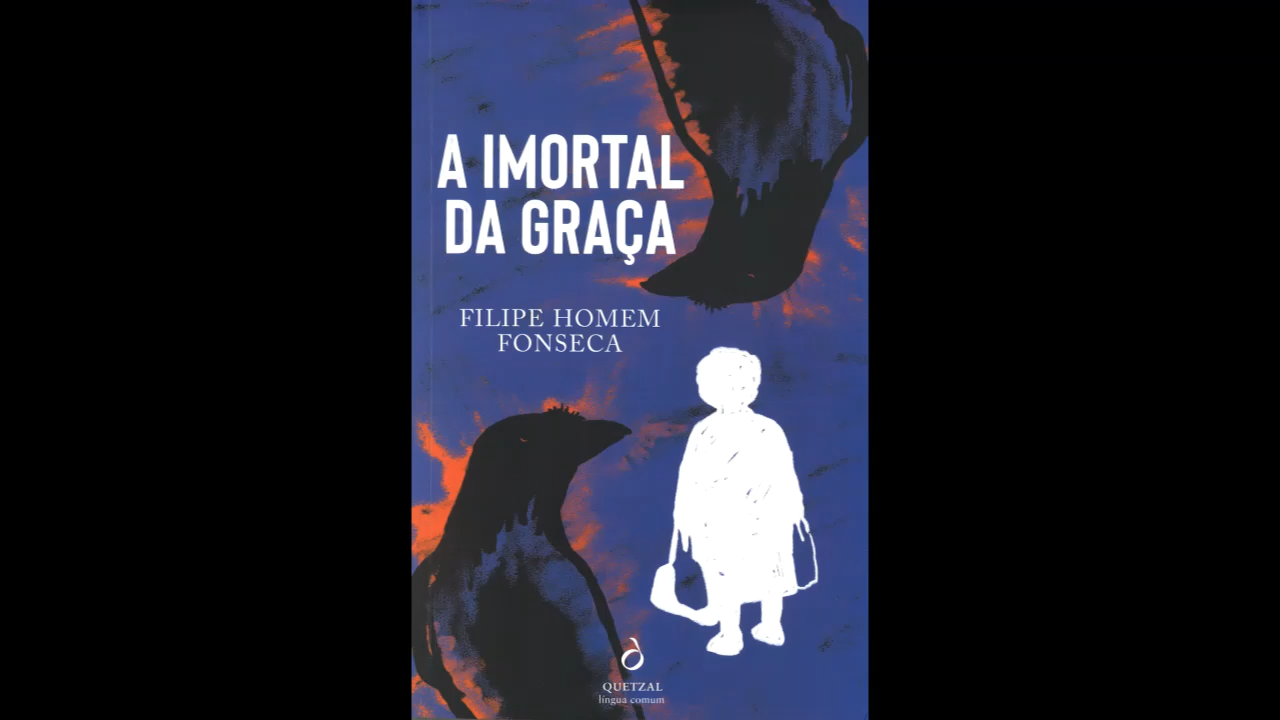 A IMORTAL
DA GRAÇA
FILIPE HOMEM
FONSECA
QUETZAL
língua comum